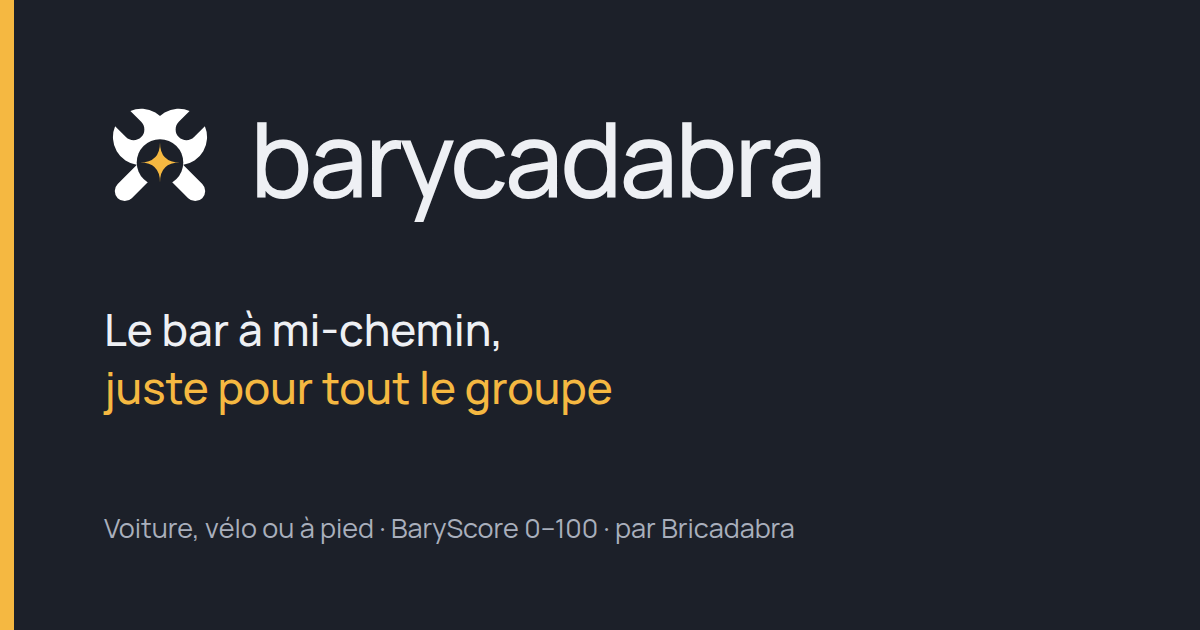 barycadabra
Le bar à mi-chemin,
juste pour tout le groupe
Voiture, vélo ou à pied · BaryScore 0–100 · par Bricadabra